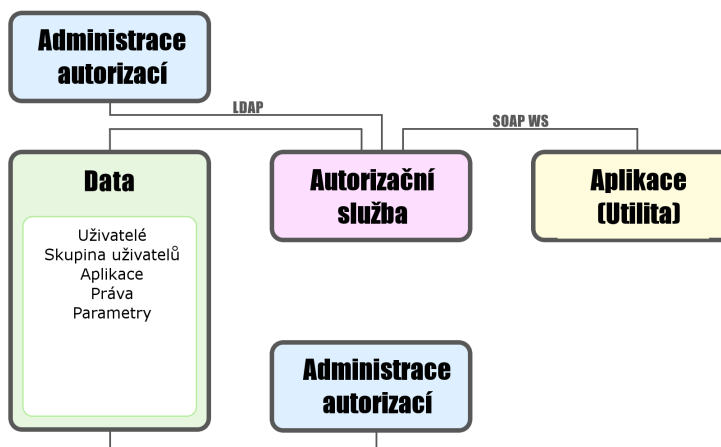 Administrace
autorizací
LDAP
SOAP WS
Data
Uživatelé
Skupina uživatelů
Aplikace
Práva
Parametry
Autorizační
služba
Aplikace
(Utilita)
Administrace
autorizací